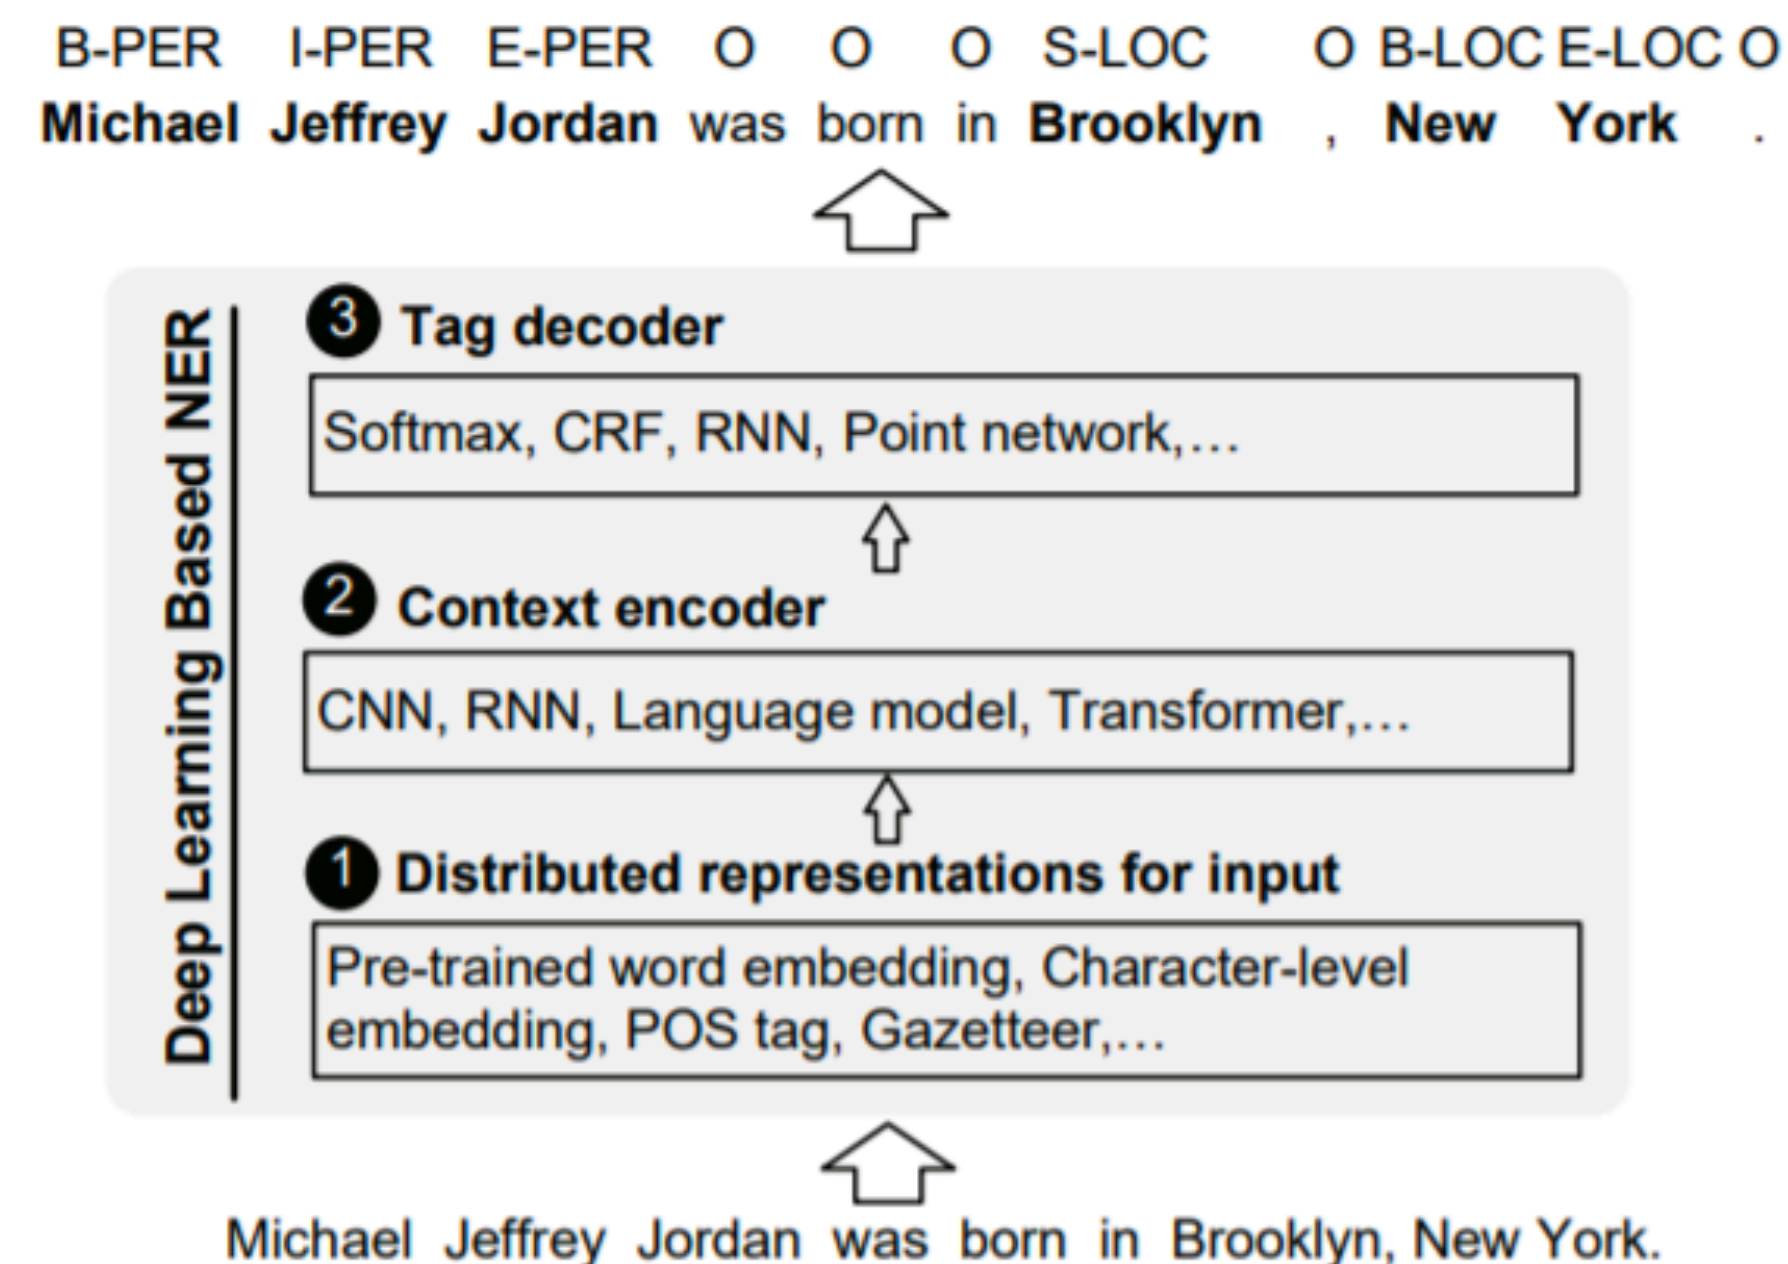 B-PER I-PER E-PER O O O S-LOC O B-LOC E-LOC O
Michael Jeffrey Jordan was born in Brooklyn , New York .
Deep Learning Based NER
3 Tag decoder
Softmax, CRF, RNN, Point network,…
2 Context encoder
CNN, RNN, Language model, Transformer,…
1 Distributed representations for input
Pre-trained word embedding, Character-level
embedding, POS tag, Gazetteer,…
Michael Jeffrey Jordan was born in Brooklyn, New York.